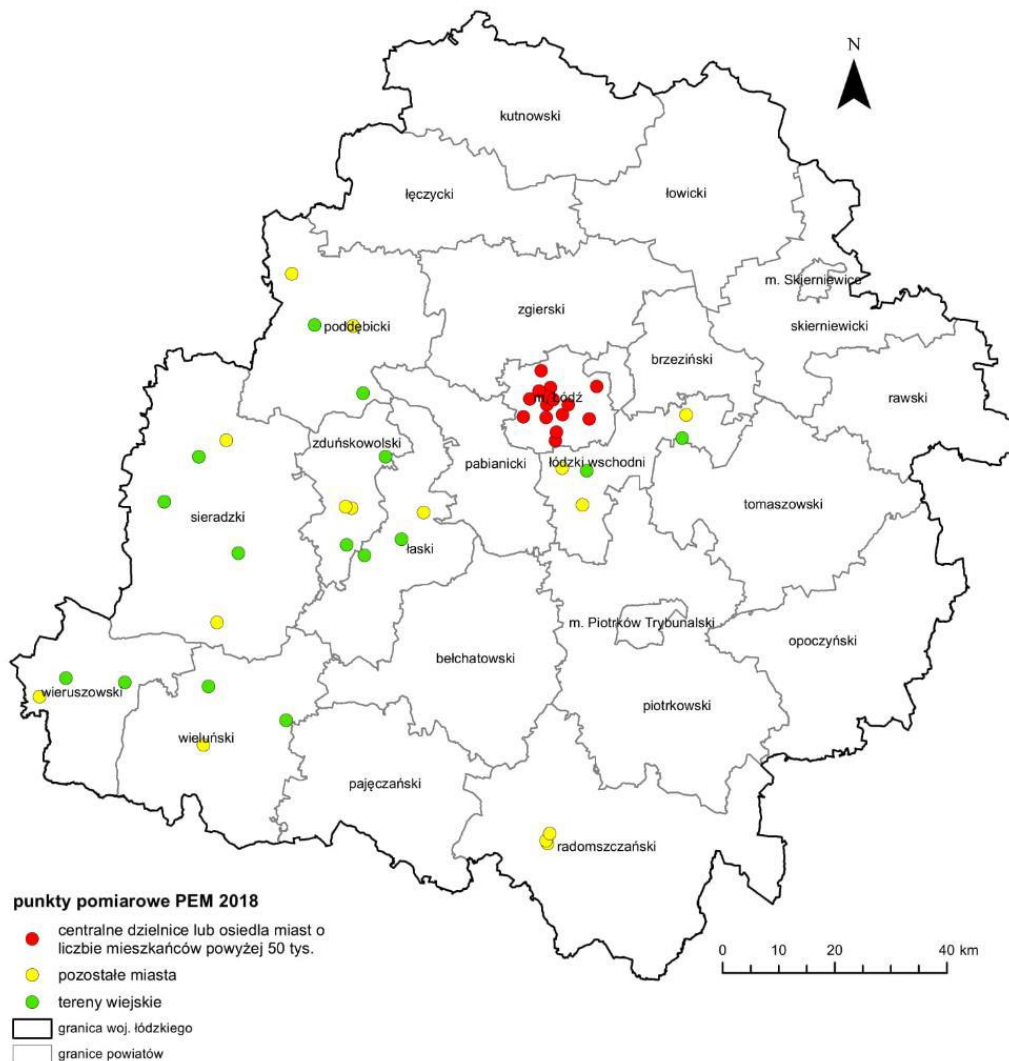 N
kutnowski
łęczycki
łowicki
m. Skierniewice
poddębicki
zgierski
skierniewicki
brzeziński
m. Łódź
rawski
zduńskowolski
pabianicki
łódzki wschodni
tomaszowski
sieradzki
łaski
m. Piotrków Trybunalski
opoczyński
bełchatowski
wieruszowski
piotrkowski
wieluński
pajęczański
radomszczański
punkty pomiarowe PEM 2018
centralne dzielnice lub osiedla miast o
liczbie mieszkańców powyżej 50 tys.
pozostałe miasta
tereny wiejskie
granica woj. łódzkiego
granice powiatów
0 10 20 40 km